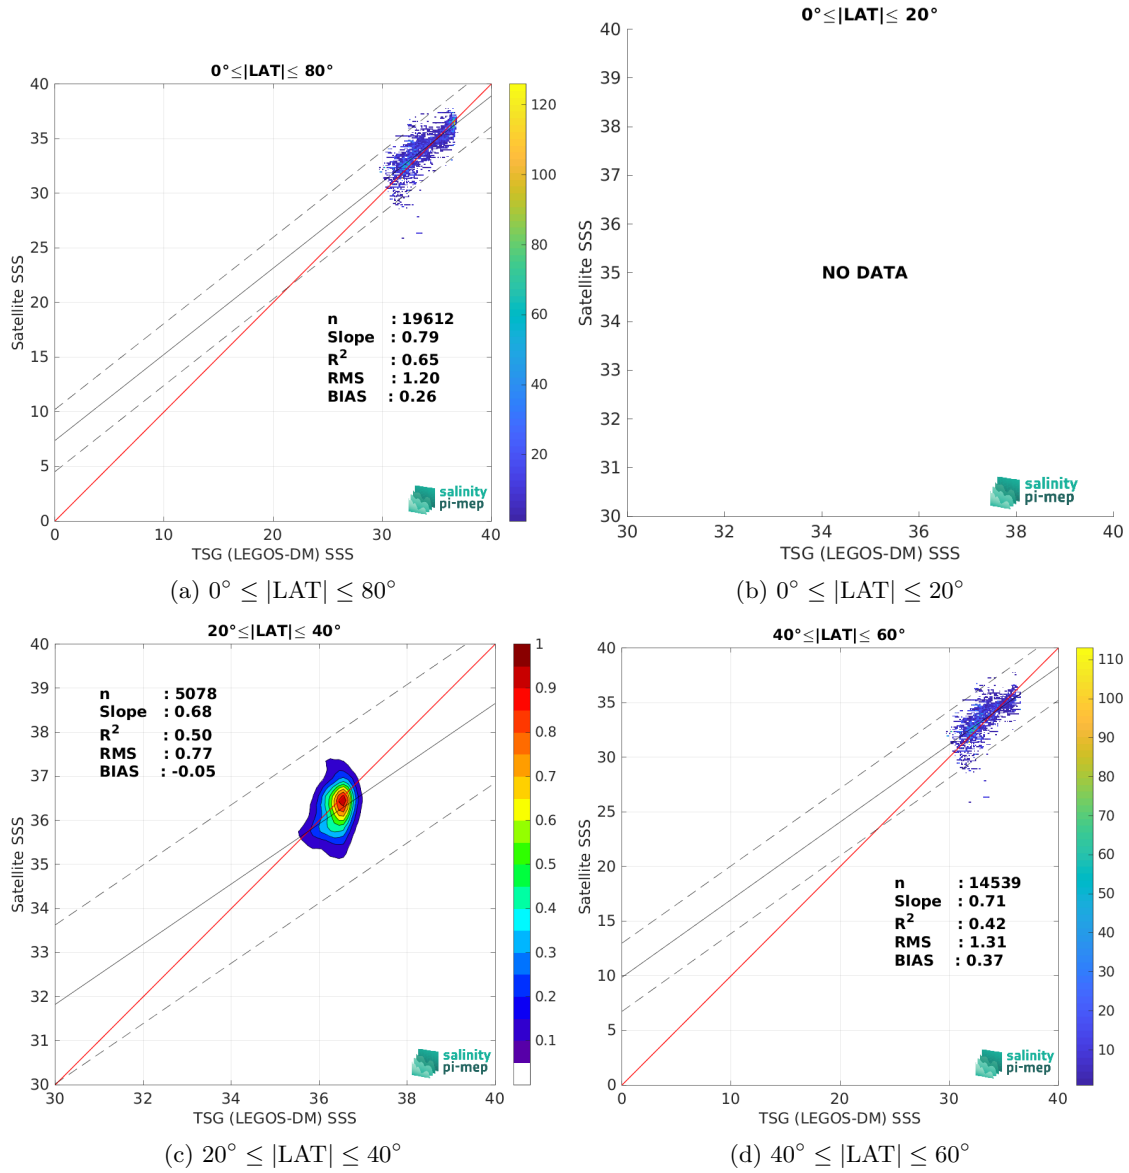 0°≤|LAT|≤ 80°
40
35
30
25
20
15
10
5
0
0
10
20
30
40
120
100
80
60
40
20
Satellite SSS
TSG (LEGOS-DM) SSS
n : 19612
Slope : 0.79
R² : 0.65
RMS : 1.20
BIAS : 0.26
salinity
pi-mep
(a) 0° ≤ |LAT| ≤ 80°
0°≤|LAT|≤ 20°
40
39
38
37
36
35
34
33
32
31
30
30
32
34
36
38
40
Satellite SSS
TSG (LEGOS-DM) SSS
NO DATA
salinity
pi-mep
(b) 0° ≤ |LAT| ≤ 20°
20°≤|LAT|≤ 40°
40
39
38
37
36
35
34
33
32
31
30
30
32
34
36
38
40
1
0.9
0.8
0.7
0.6
0.5
0.4
0.3
0.2
0.1
Satellite SSS
TSG (LEGOS-DM) SSS
n : 5078
Slope : 0.68
R² : 0.50
RMS : 0.77
BIAS : -0.05
salinity
pi-mep
(c) 20° ≤ |LAT| ≤ 40°
40°≤|LAT|≤ 60°
40
35
30
25
20
15
10
5
0
0
10
20
30
40
110
100
90
80
70
60
50
40
30
20
10
Satellite SSS
TSG (LEGOS-DM) SSS
n : 14539
Slope : 0.71
R² : 0.42
RMS : 1.31
BIAS : 0.37
salinity
pi-mep
(d) 40° ≤ |LAT| ≤ 60°